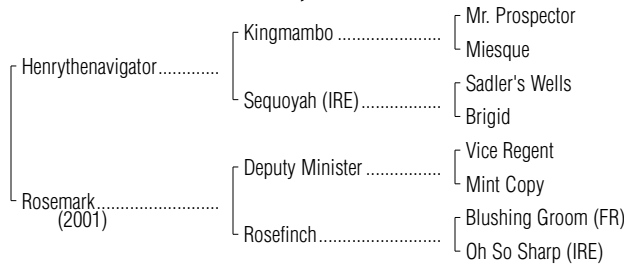 Mr. Prospector
Kingmambo ..................
Miesque
Henrythenavigator.............
Sadler's Wells
Sequoyah (IRE)...................
Brigid
Vice Regent
Deputy Minister ..................
Mint Copy
Rosemark..........................
(2001)
Blushing Groom (FR)
Rosefinch.............................
Oh So Sharp (IRE)